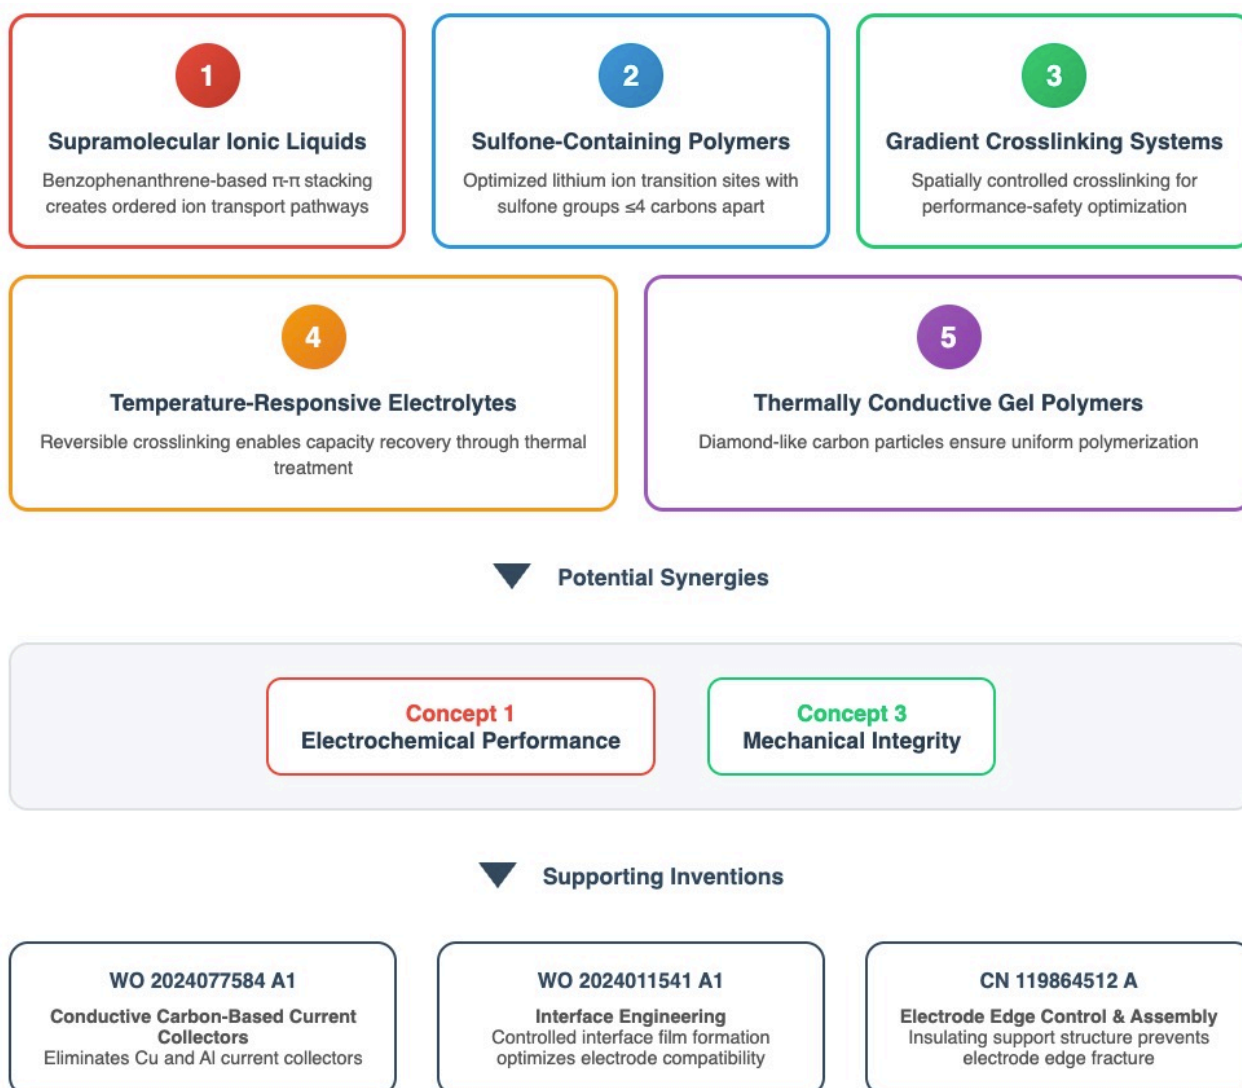 1
Supramolecular Ionic Liquids
Benzophenanthrene-based π-π stacking
creates ordered ion transport pathways
2
Sulfone-Containing Polymers
Optimized lithium ion transition sites with
sulfone groups ≤4 carbons apart
3
Gradient Crosslinking Systems
Spatially controlled crosslinking for
performance-safety optimization
4
Temperature-Responsive Electrolytes
Reversible crosslinking enables capacity recovery through thermal
treatment
5
Thermally Conductive Gel Polymers
Diamond-like carbon particles ensure uniform polymerization
Potential Synergies
Concept 1
Electrochemical Performance
Concept 3
Mechanical Integrity
Supporting Inventions
WO 2024077584 A1
Conductive Carbon-Based Current
Collectors
Eliminates Cu and Al current collectors
WO 2024011541 A1
Interface Engineering
Controlled interface film formation
optimizes electrode compatibility
CN 119864512 A
Electrode Edge Control & Assembly
Insulating support structure prevents
electrode edge fracture